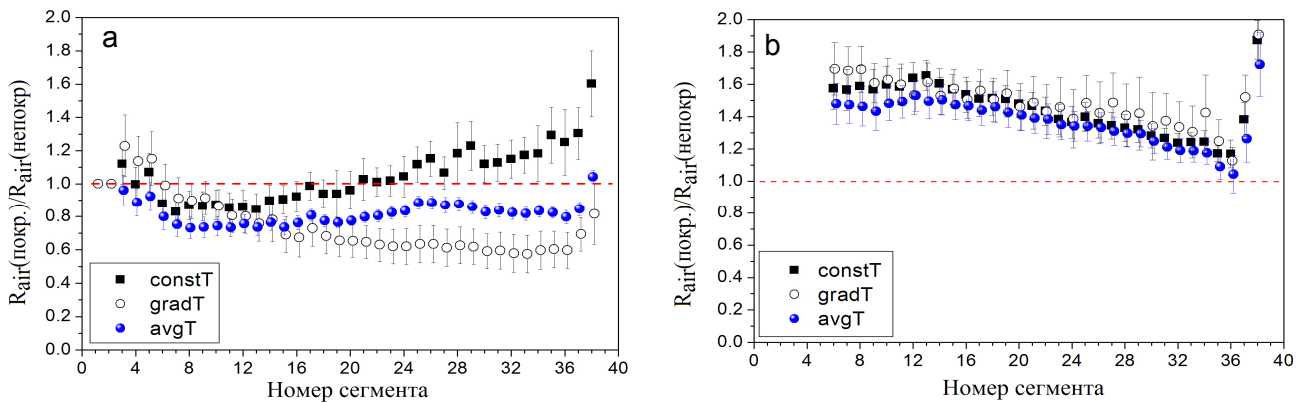 a
R_air(покр.)/R_air(непокр)
2.0
1.8
1.6
1.4
1.2
1.0
0.8
0.6
0.4
0.2
0.0
constT
gradT
avgT
0 4 8 12 16 20 24 28 32 36 40
Номер сегмента
b
R_air(покр.)/R_air(непокр)
2.0
1.8
1.6
1.4
1.2
1.0
0.8
0.6
0.4
0.2
0.0
constT
gradT
avgT
0 4 8 12 16 20 24 28 32 36 40
Номер сегмента